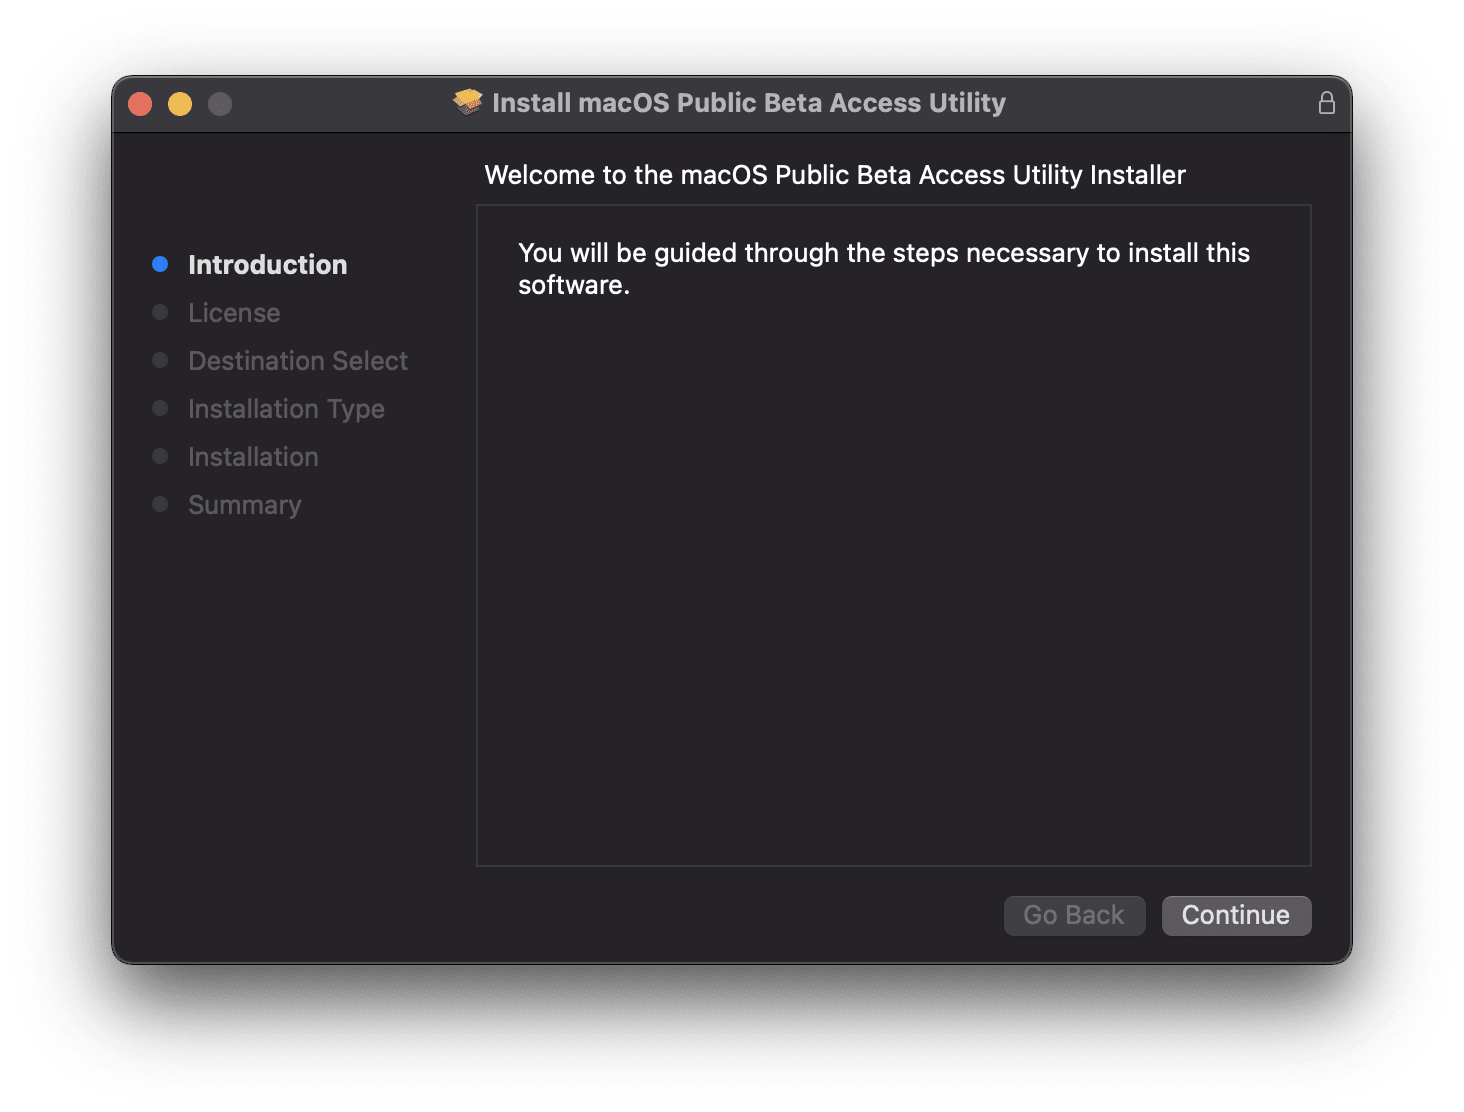 Install macOS Public Beta Access Utility
Welcome to the macOS Public Beta Access Utility Installer
Introduction
License
Destination Select
Installation Type
Installation
Summary
You will be guided through the steps necessary to install this
software.
Go Back
Continue